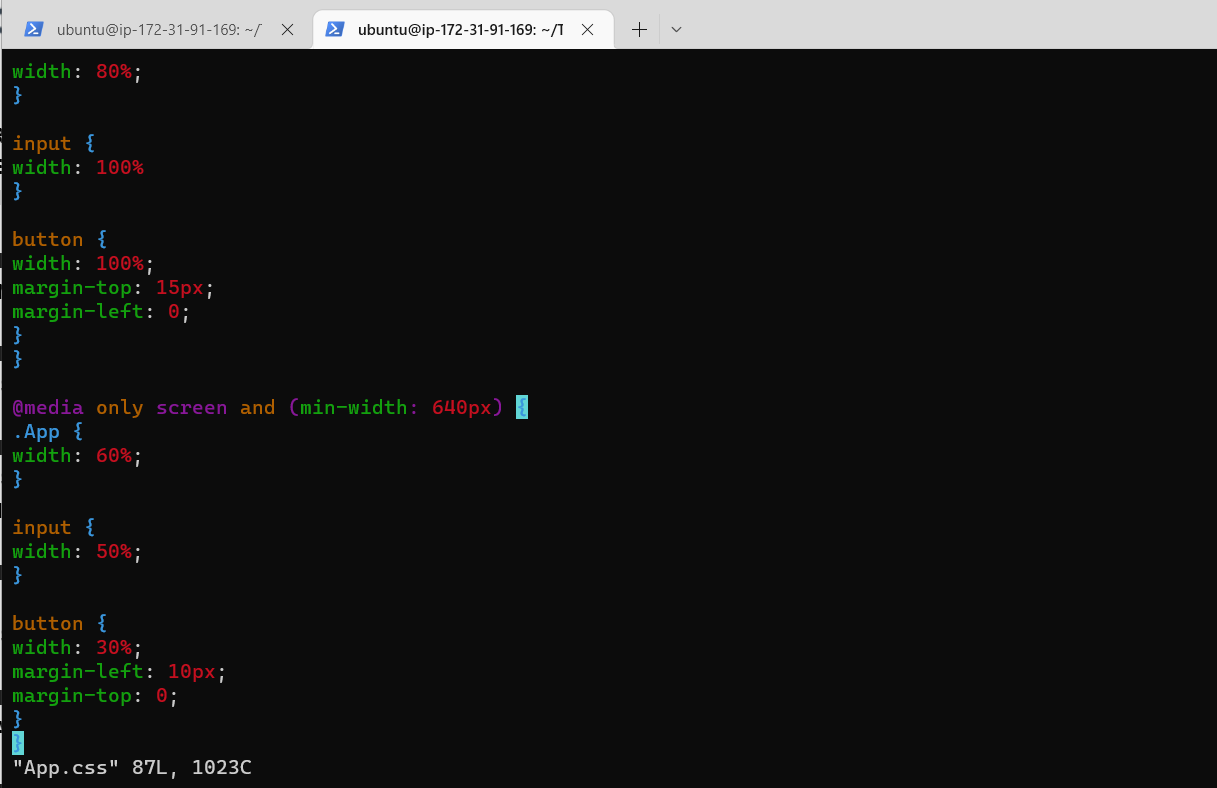 ubuntu@ip-172-31-91-169: ~/
ubuntu@ip-172-31-91-169: ~/T
width: 80%;
}
input {
width: 100%
}
button {
width: 100%;
margin-top: 15px;
margin-left: 0;
}
}
@media only screen and (min-width: 640px) {
.App {
width: 60%;
}
input {
width: 50%;
}
button {
width: 30%;
margin-left: 10px;
margin-top: 0;
}
}
"App.css" 87L, 1023C